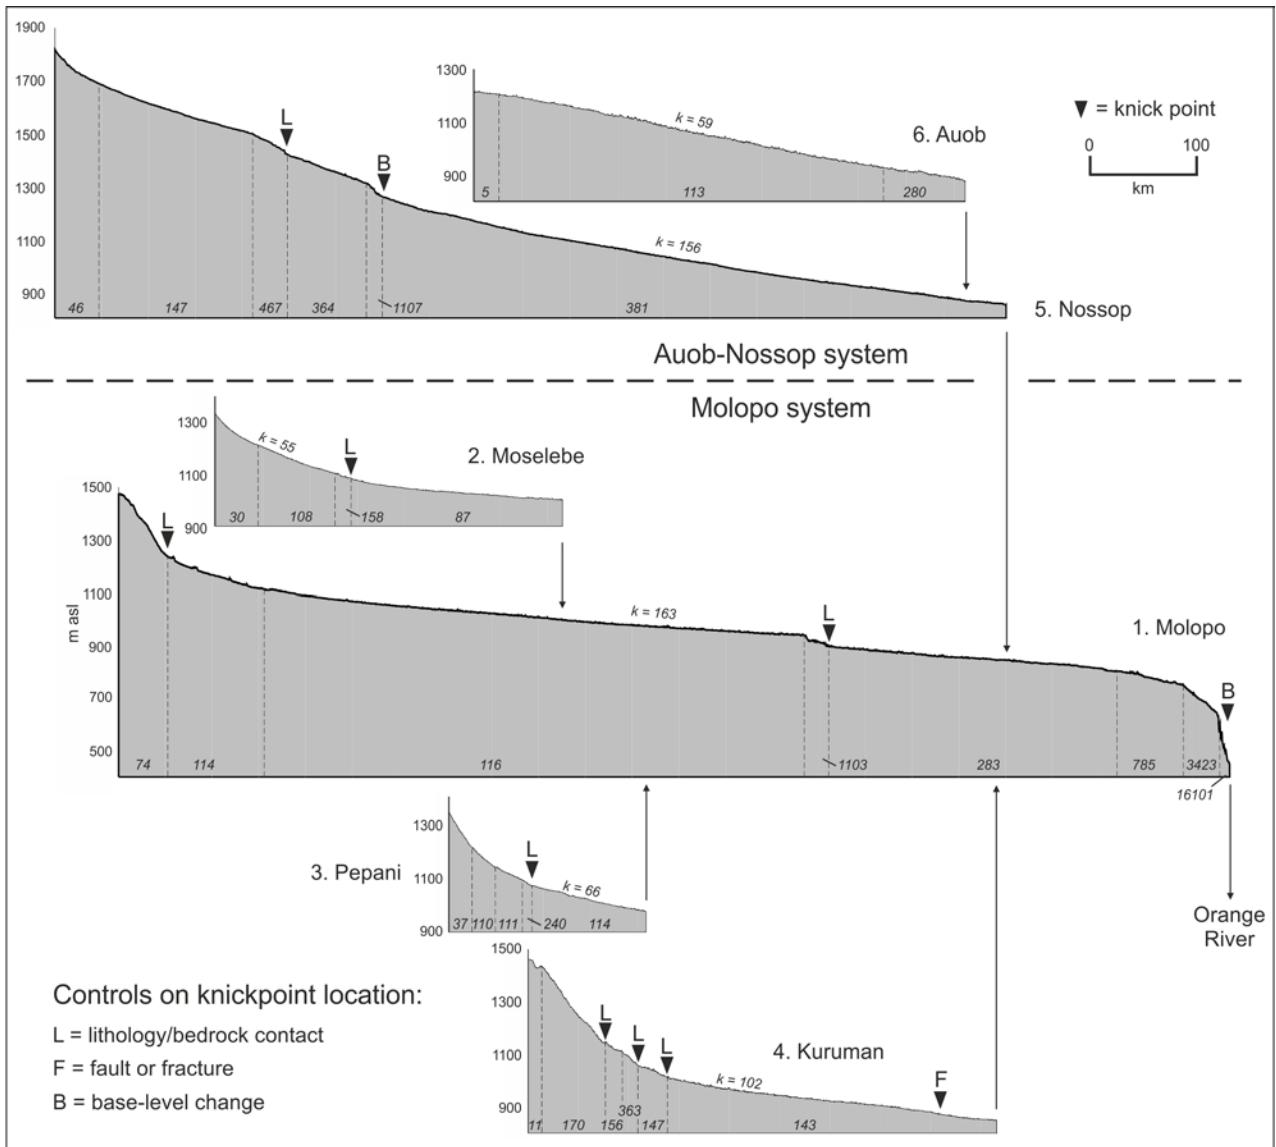 1900
1700
1500
1300
1100
900
L
B
k = 156
46
147
467
364
1107
381
5. Nossop
1300
1100
900
k = 59
6. Auob
5
113
280
= knick point
0
100
km
Auob-Nossop system
Molopo system
1300
1100
900
k = 55
L
2. Moselebe
30
108
158
87
m asl
1500
1300
1100
900
700
500
L
k = 163
L
1. Molopo
B
74
114
116
1103
283
785
3423
16101
Orange
River
3. Pepani
1300
1100
900
L
k = 66
37
110
111
240
114
1500
1300
1100
900
L
L
L
4. Kuruman
k = 102
F
11
170
156
363
147
143
Controls on knickpoint location:
L = lithology/bedrock contact
F = fault or fracture
B = base-level change